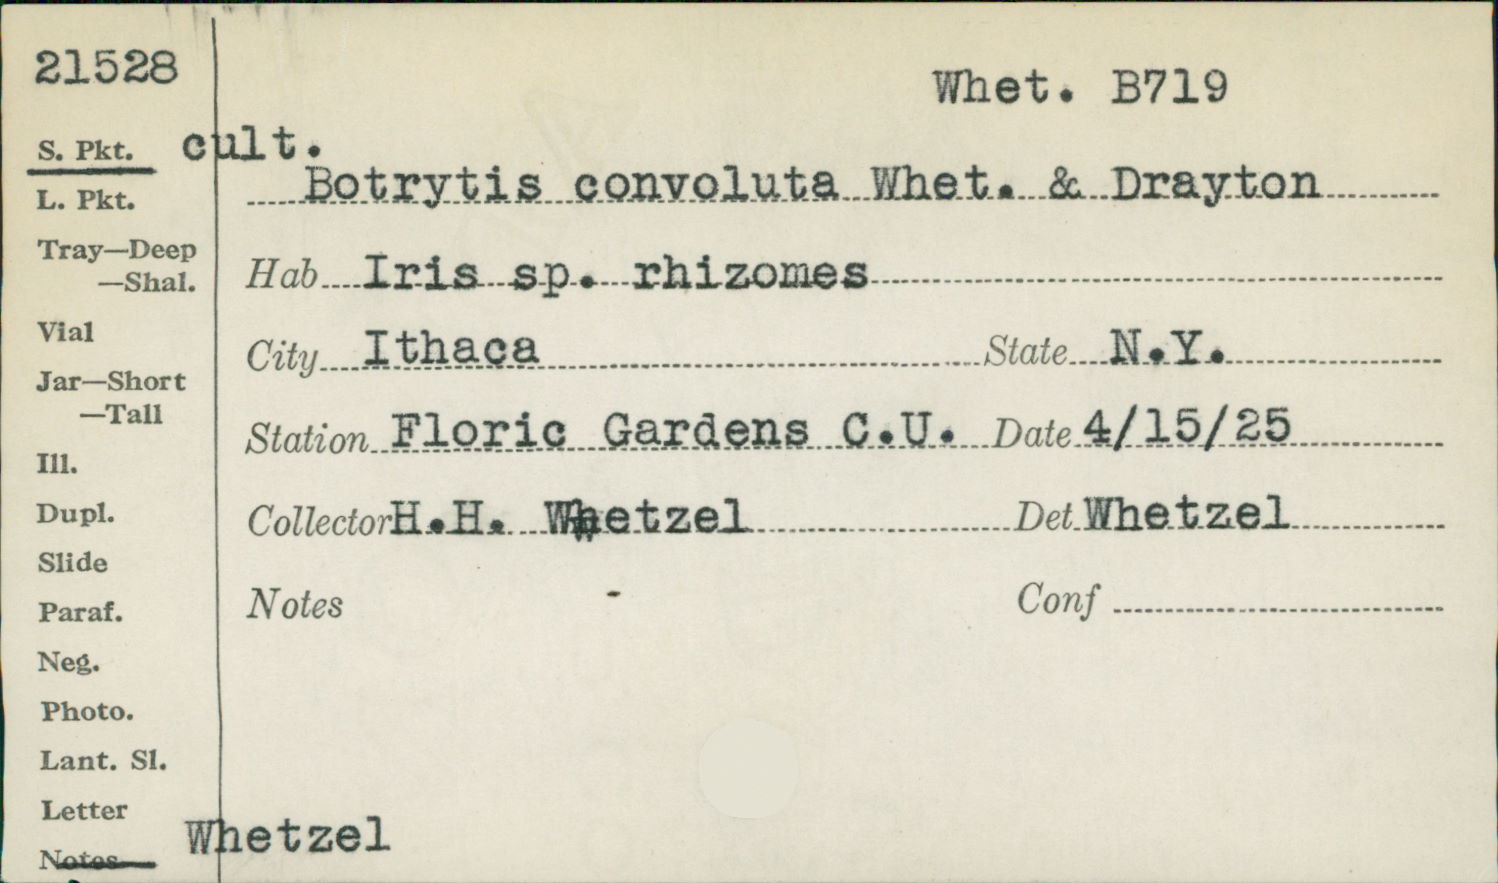 21528
Whet. B719
S. Pkt. cult.
Botrytis convoluta Whet. & Drayton
L. Pkt.
Tray—Deep
—Shal.
Hab Iris sp. rhizomes
Vial
City Ithaca State N.Y.
Jar—Short
—Tall
Station Floric Gardens C.U. Date 4/15/25
Ill.
Dupl.
Collector H.H. Whetzel Det Whetzel
Slide
Paraf.
Notes - Conf
Neg.
Photo.
Lant. Sl.
Letter
Whetzel
Notes